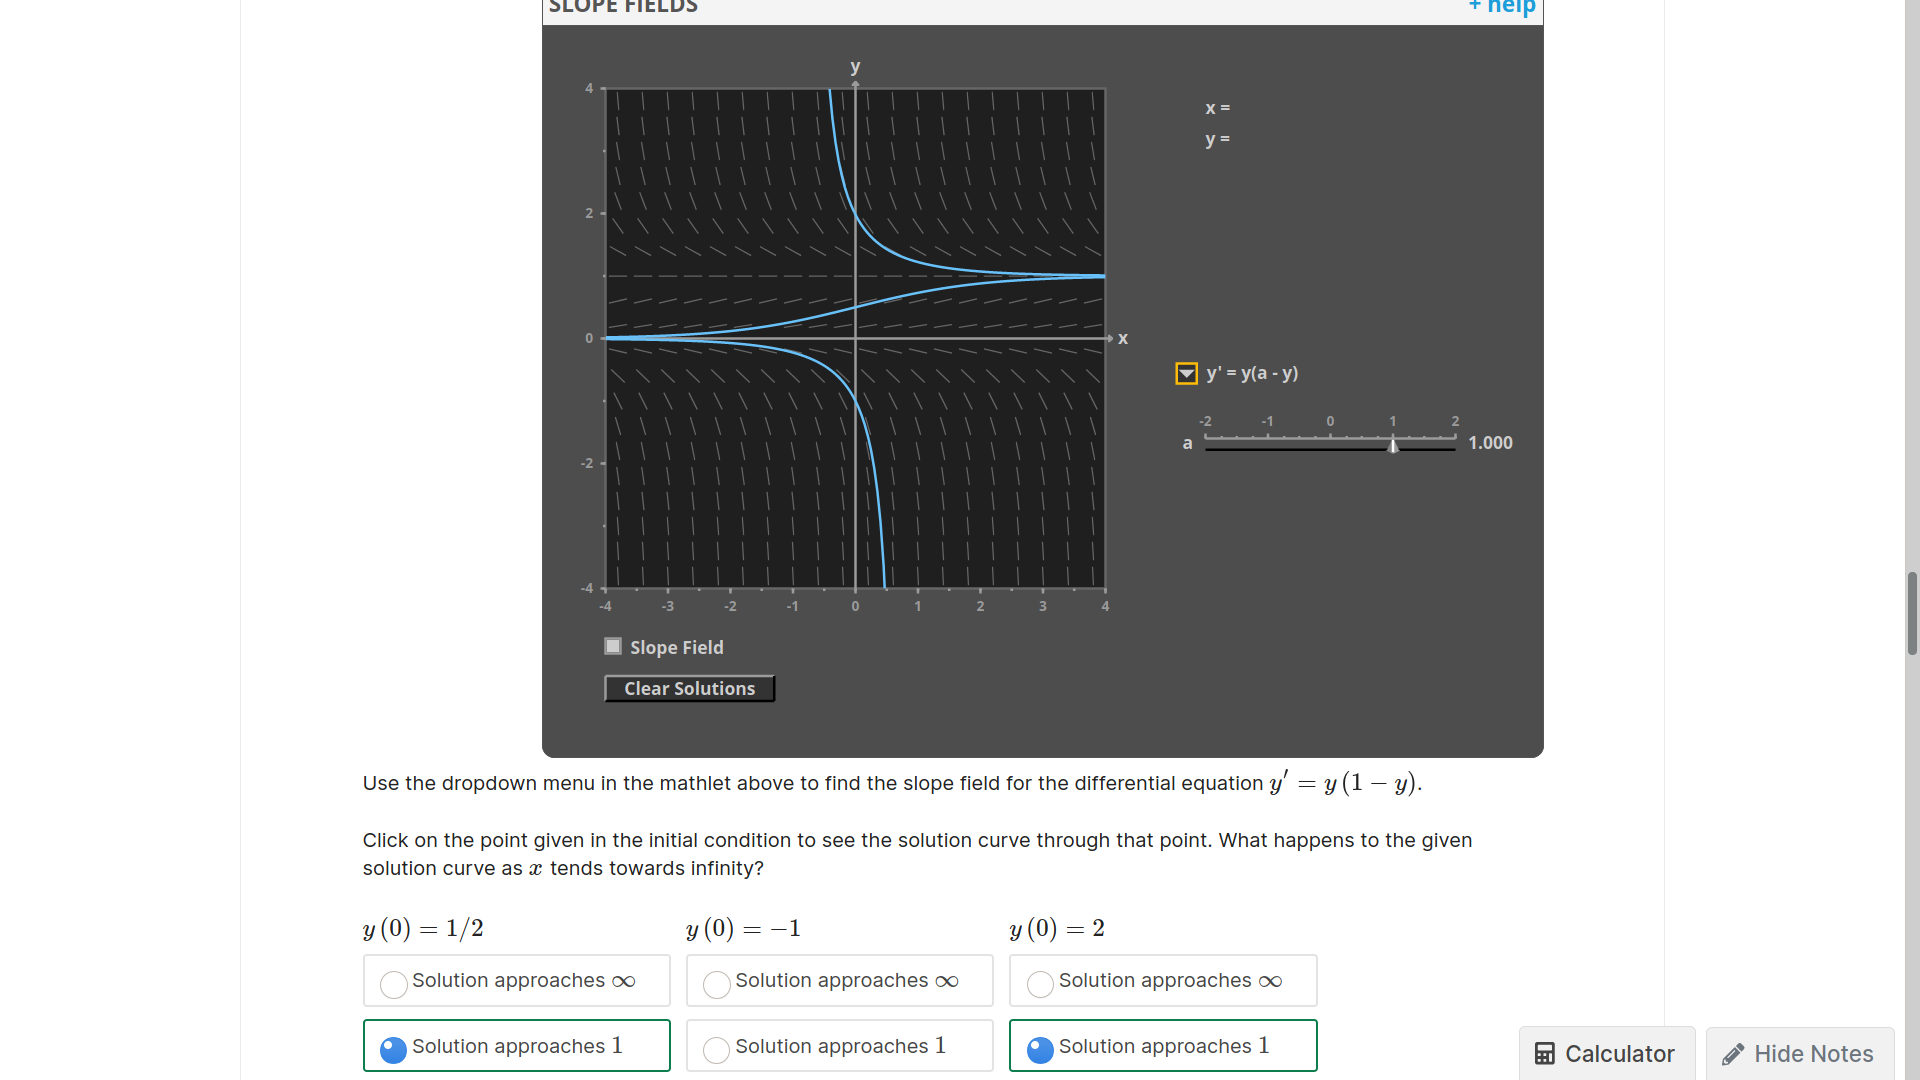 SLOPE FIELDS + help
y
4
2
0
-2
-4
-4 -3 -2 -1 0 1 2 3 4
x
x =
y =
y' = y(a - y)
-2 -1 0 1 2
a 1.000
Slope Field
Clear Solutions
Use the dropdown menu in the mathlet above to find the slope field for the differential equation y′ = y (1 − y).
Click on the point given in the initial condition to see the solution curve through that point. What happens to the given
solution curve as x tends towards infinity?
y (0) = 1/2 y (0) = −1 y (0) = 2
Solution approaches ∞ Solution approaches ∞ Solution approaches ∞
Solution approaches 1 Solution approaches 1 Solution approaches 1
Calculator Hide Notes